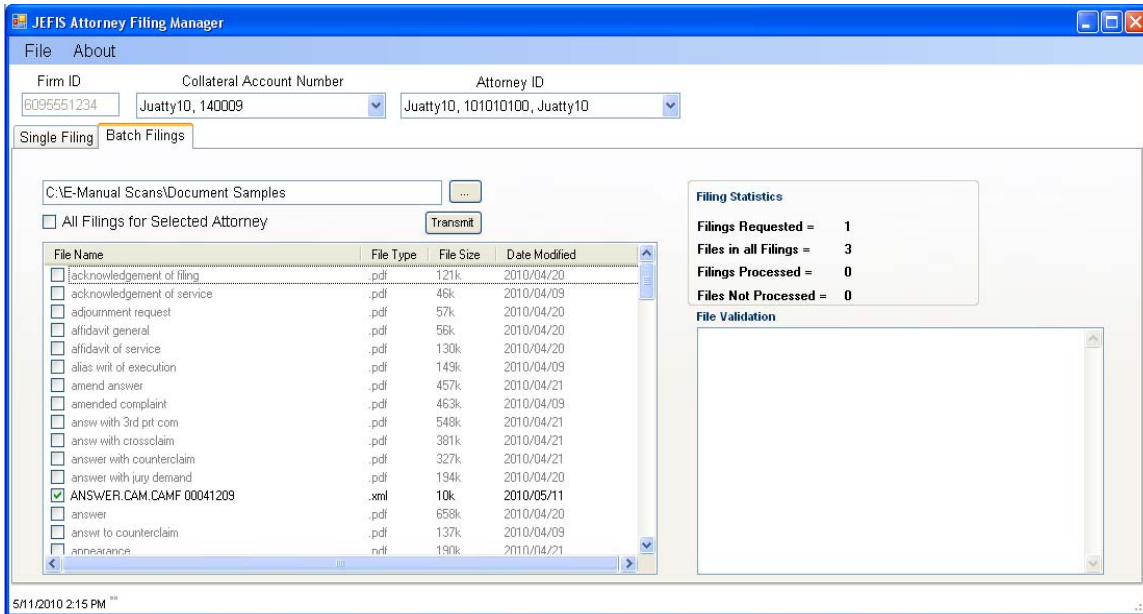 JEFIS Attorney Filing Manager
File About
Firm ID Collateral Account Number Attorney ID
6095551234 Juatty10, 140009 Juatty10, 101010100, Juatty10
Single Filing Batch Filings
C:\E-Manual Scans\Document Samples ...
All Filings for Selected Attorney Transmit
File Name File Type File Size Date Modified
acknowledgement of filing .pdf 121k 2010/04/20
acknowledgement of service .pdf 46k 2010/04/09
adjournment request .pdf 57k 2010/04/20
affidavit general .pdf 56k 2010/04/20
affidavit of service .pdf 130k 2010/04/20
alias writ of execution .pdf 149k 2010/04/09
amend answer .pdf 457k 2010/04/21
amended complaint .pdf 463k 2010/04/09
answ with 3rd prt com .pdf 548k 2010/04/21
answ with crossclaim .pdf 381k 2010/04/21
answer with counterclaim .pdf 327k 2010/04/21
answer with jury demand .pdf 194k 2010/04/20
ANSWER.CAM.CAMF 00041209 .xml 10k 2010/05/11
answer .pdf 658k 2010/04/20
answr to counterclaim .pdf 137k 2010/04/09
appearance .pdf 190k 2010/04/21
Filing Statistics
Filings Requested = 1
Files in all Filings = 3
Filings Processed = 0
Files Not Processed = 0
File Validation
5/11/2010 2:15 PM ""